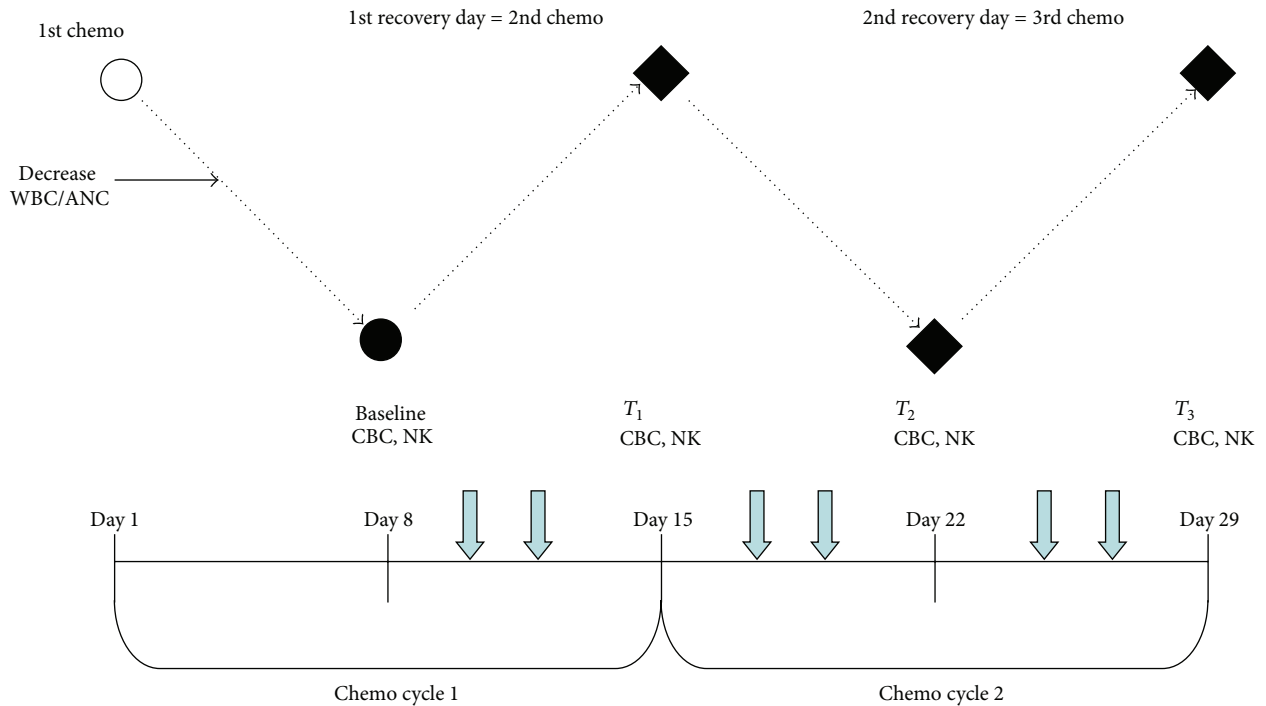 1st chemo
1st recovery day = 2nd chemo
2nd recovery day = 3rd chemo
Decrease
WBC/ANC
Baseline
CBC, NK
T1
CBC, NK
T2
CBC, NK
T3
CBC, NK
Day 1
Day 8
Day 15
Day 22
Day 29
Chemo cycle 1
Chemo cycle 2